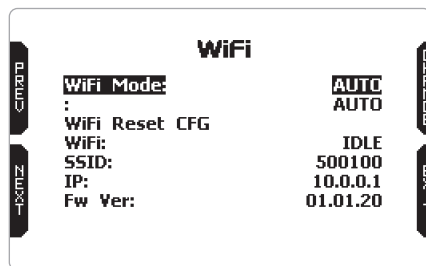 WiFi
PREV
NEXT
WiFi Mode: AUTO
: AUTO
WiFi Reset CFG
WiFi: IDLE
SSID: 500100
IP: 10.0.0.1
Fw Ver: 01.01.20